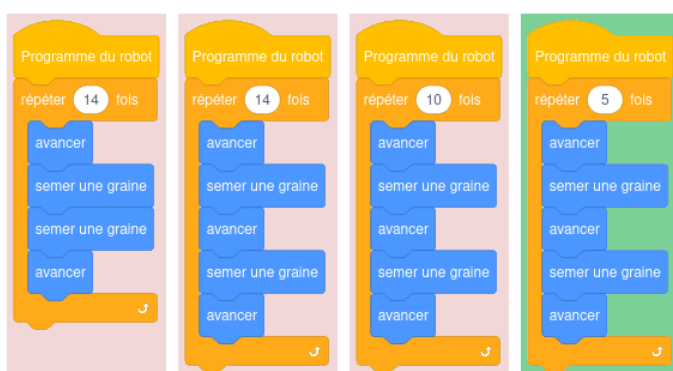 Programme du robot
répéter 14 fois
avancer
semer une graine
semer une graine
avancer
Programme du robot
répéter 14 fois
avancer
semer une graine
avancer
semer une graine
avancer
Programme du robot
répéter 10 fois
avancer
semer une graine
avancer
semer une graine
avancer
Programme du robot
répéter 5 fois
avancer
semer une graine
avancer
semer une graine
avancer